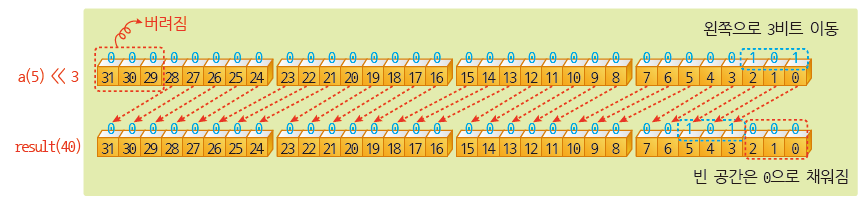 버려짐
왼쪽으로 3비트 이동
0 0 0 0 0 0 0 0 0 0 0 0 0 0 0 0 0 0 0 0 0 0 0 0 0 0 0 0 0 1 0 1
a(5) << 3 31 30 29 28 27 26 25 24 23 22 21 20 19 18 17 16 15 14 13 12 11 10 9 8 7 6 5 4 3 2 1 0
0 0 0 0 0 0 0 0 0 0 0 0 0 0 0 0 0 0 0 0 0 0 0 0 0 0 1 0 1 0 0 0
result(40) 31 30 29 28 27 26 25 24 23 22 21 20 19 18 17 16 15 14 13 12 11 10 9 8 7 6 5 4 3 2 1 0
빈 공간은 0으로 채워짐